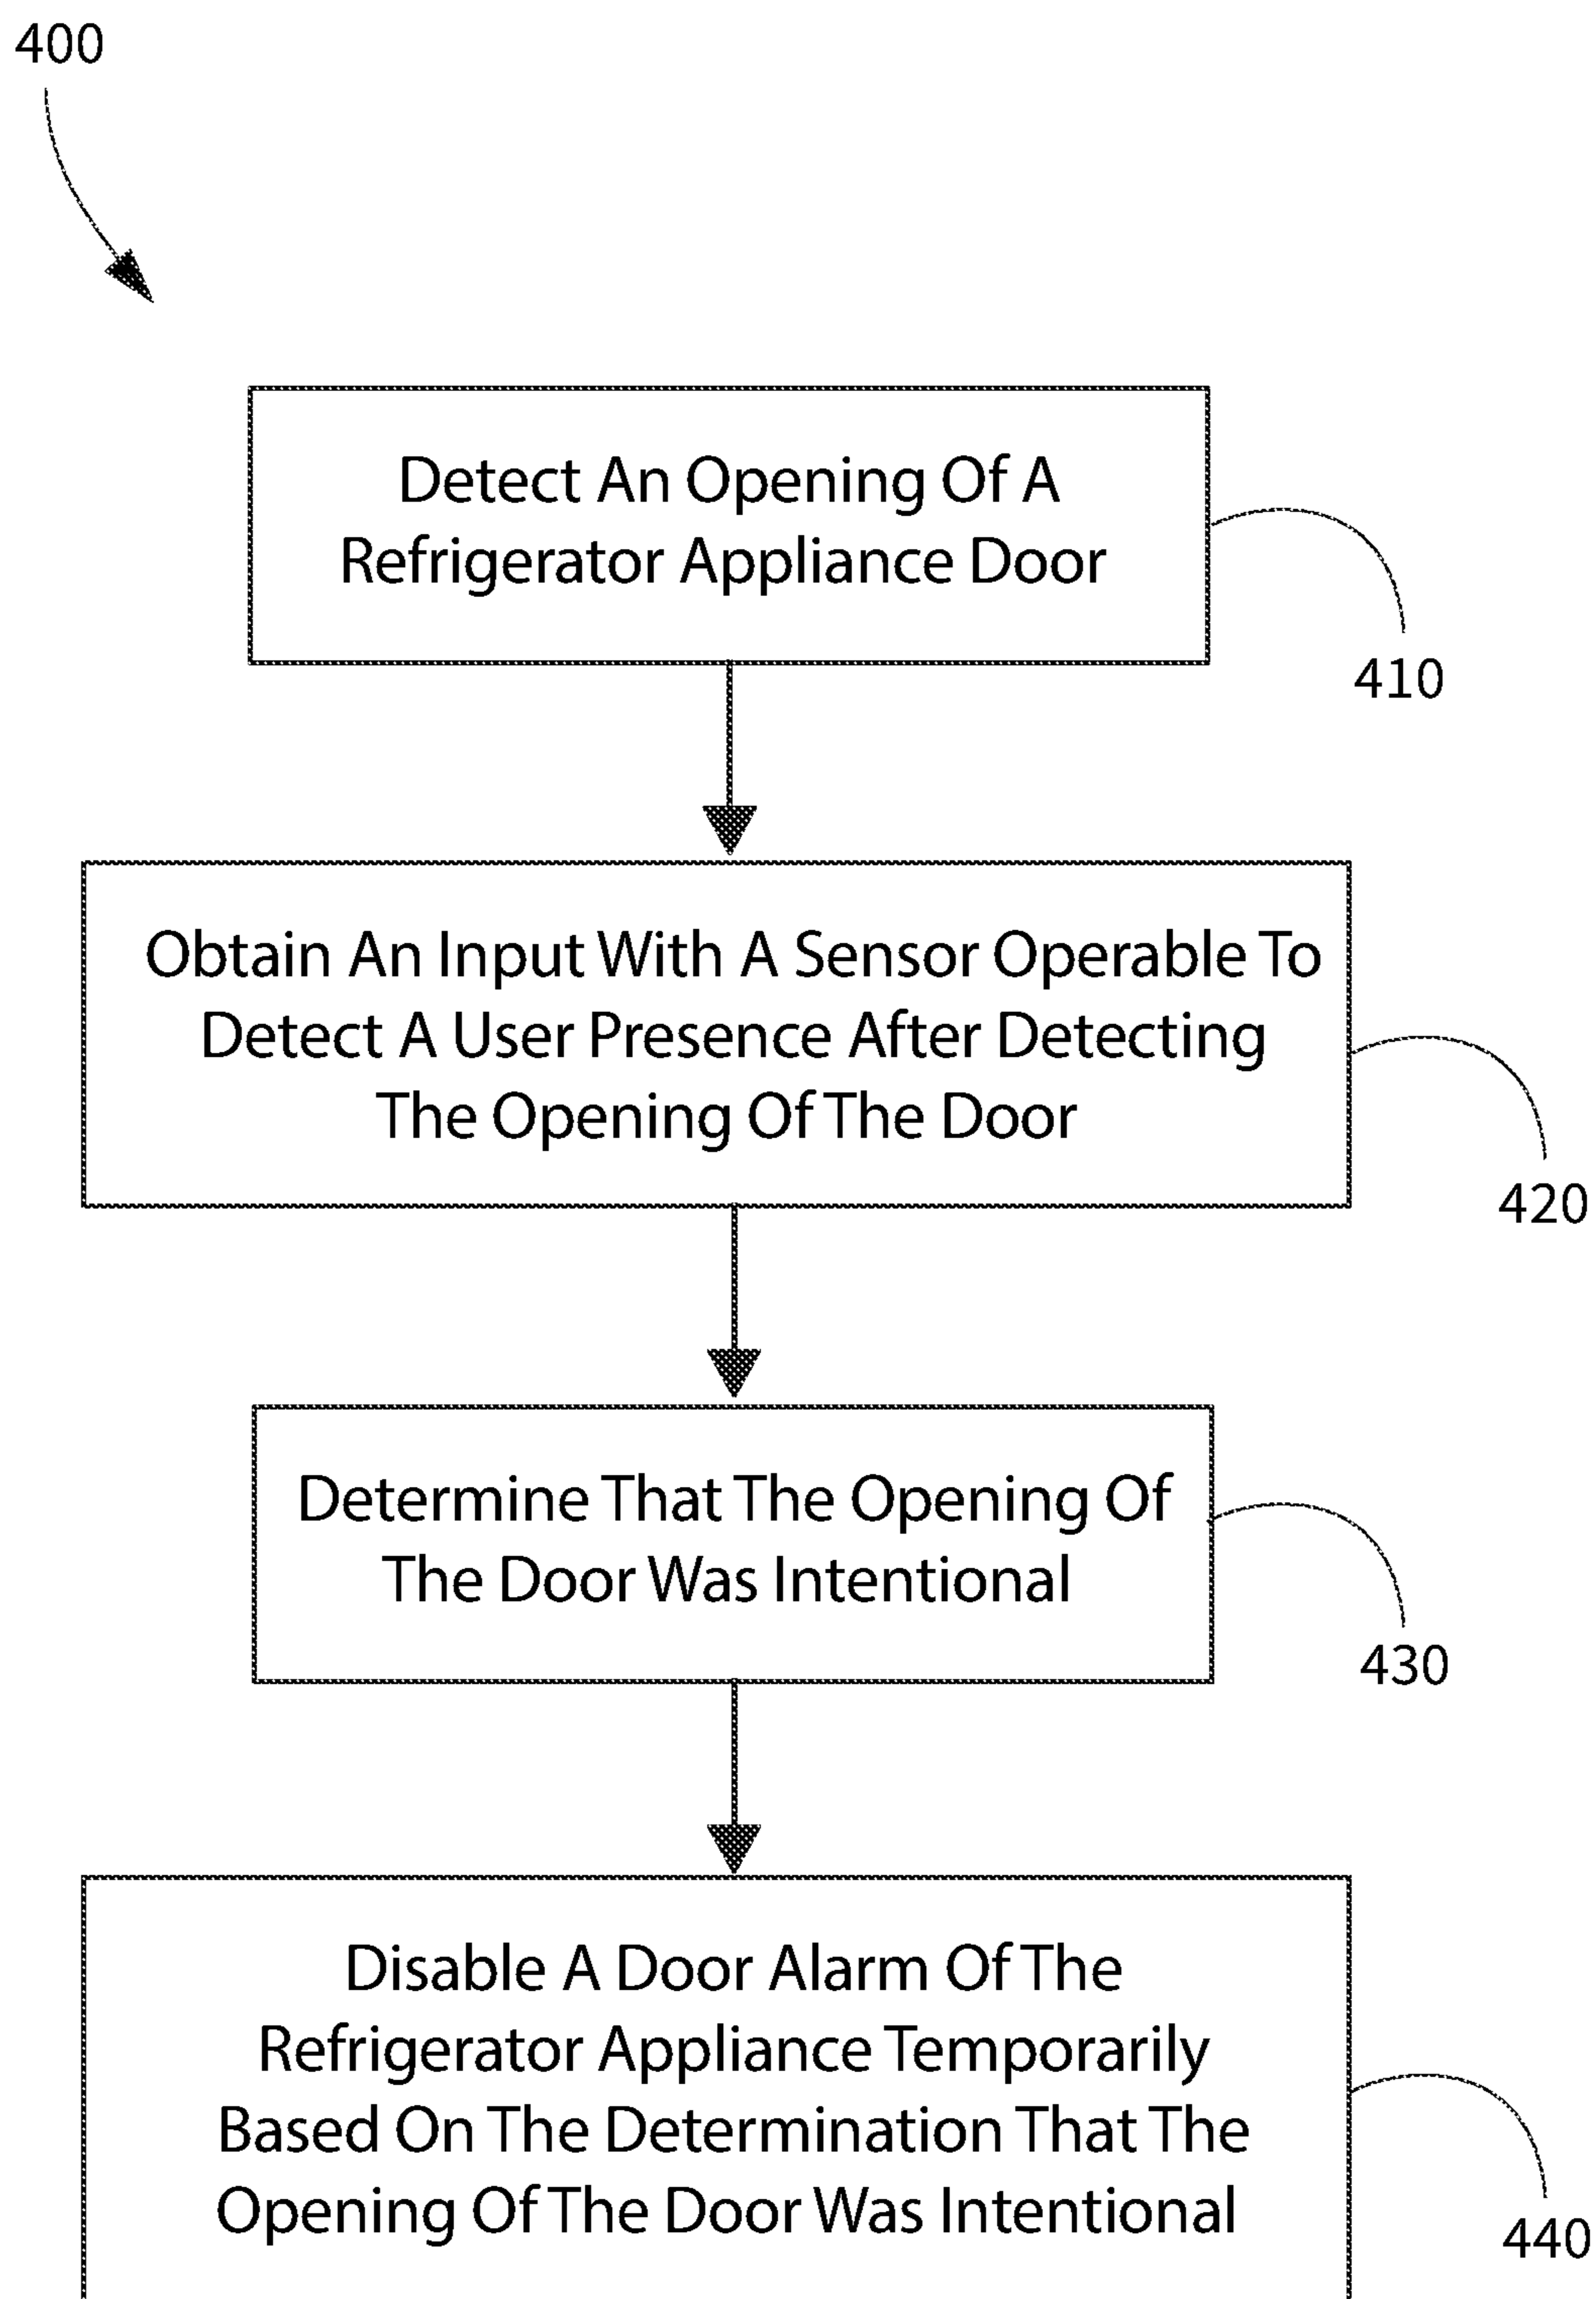 400
Detect An Opening Of A
Refrigerator Appliance Door
410
Obtain An Input With A Sensor Operable To
Detect A User Presence After Detecting
The Opening Of The Door
420
Determine That The Opening Of
The Door Was Intentional
430
Disable A Door Alarm Of The
Refrigerator Appliance Temporarily
Based On The Determination That The
Opening Of The Door Was Intentional
440